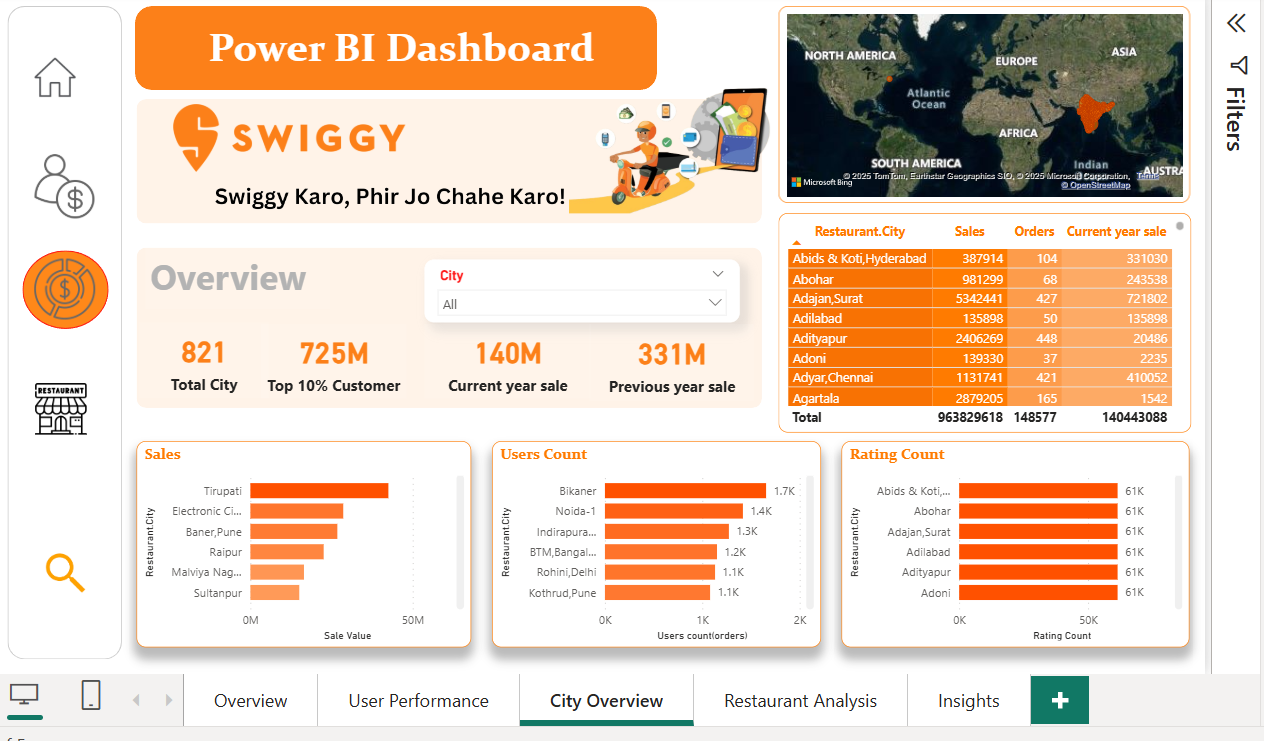 Power BI Dashboard
SWIGGY
Swiggy Karo, Phir Jo Chahe Karo!
NORTH AMERICA
EUROPE
ASIA
Atlantic
Ocean
AFRICA
SOUTH AMERICA
Indian
Microsoft Bing
© 2025 TomTom, Earthstar Geographics SIO, © 2025 Microsoft Corporation,
© OpenStreetMap
Terms
AUSTRA
Filters
RESTAURANT
Overview
City
All
821
Total City
725M
Top 10% Customer
140M
Current year sale
331M
Previous year sale
Restaurant.City Sales Orders Current year sale
Abids & Koti,Hyderabad 387914 104 331030
Abohar 981299 68 243538
Adajan,Surat 5342441 427 721802
Adilabad 135898 50 135898
Adityapur 2406269 448 20486
Adoni 139330 37 2235
Adyar,Chennai 1131741 421 410052
Agartala 2879205 165 1542
Total 963829618 148577 140443088
Sales
Restaurant.City
Tirupati
Electronic Ci...
Baner,Pune
Raipur
Malviya Nag...
Sultanpur
0M 50M
Sale Value
Users Count
Restaurant.City
Bikaner 1.7K
Noida-1 1.4K
Indirapura... 1.3K
BTM,Bangal... 1.2K
Rohini,Delhi 1.1K
Kothrud,Pune 1.1K
0K 1K 2K
Users count(orders)
Rating Count
Restaurant.City
Abids & Koti,... 61K
Abohar 61K
Adajan,Surat 61K
Adilabad 61K
Adityapur 61K
Adoni 61K
0K 50K
Rating Count
Overview
User Performance
City Overview
Restaurant Analysis
Insights